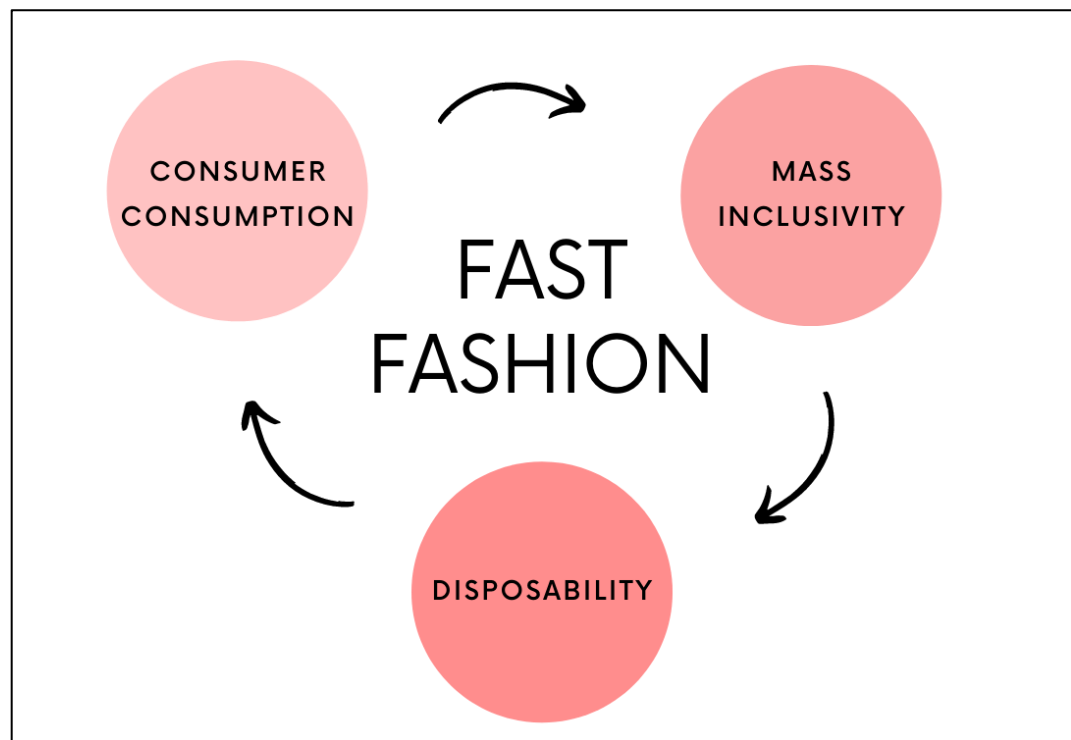 CONSUMER
CONSUMPTION
MASS
INCLUSIVITY
FAST
FASHION
DISPOSABILITY